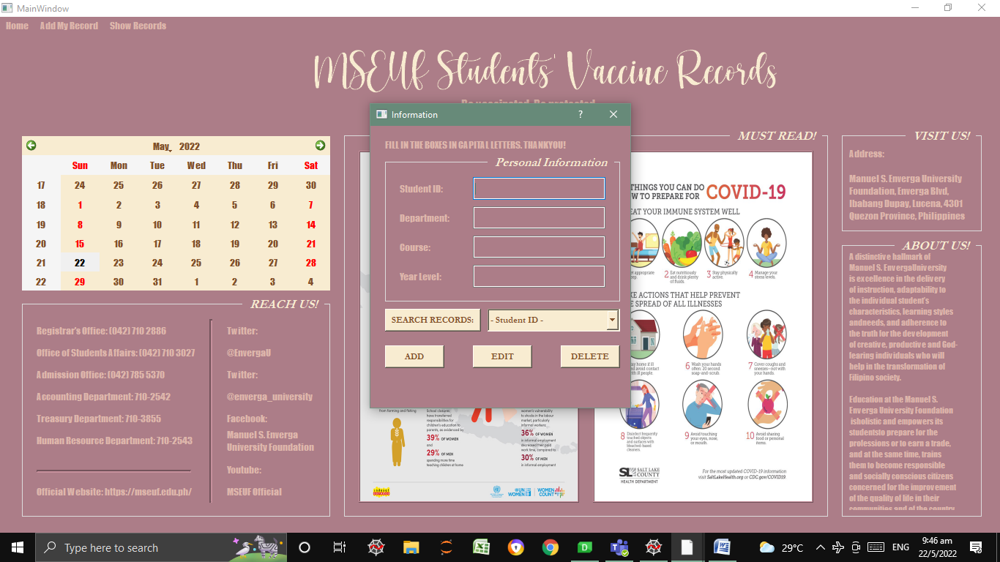 MainWindow
Home Add My Record Show Records
MSEUf Students' Vaccine Records
Information ?
FILL IN THE BOXES IN CAPITAL LETTERS. THANKYOU!
Personal Information
Student ID:
Department:
Course:
Year Level:
SEARCH RECORDS: - Student ID -
ADD EDIT DELETE
May, 2022
Sun Mon Tue Wed Thu Fri Sat
17 24 25 26 27 28 29 30
18 1 2 3 4 5 6 7
19 8 9 10 11 12 13 14
20 15 16 17 18 19 20 21
21 22 23 24 25 26 27 28
22 29 30 31 1 2 3 4
REACH US!
Registrar's Office: (042) 710 2886
Office of Students Affairs: (042) 710 3027
Admission Office: (042) 785 5370
Accounting Department: 710-2542
Treasury Department: 710-3855
Human Resource Department: 710-2543
Official Website: https://mseuf.edu.ph/
Twitter:
@EnvergaU
Twitter:
@enverga_university
Facebook:
Manuel S. Enverga
University Foundation
Youtube:
MSEUF Official
MUST READ!
from farming and fishing
School closures
have transferred
responsibilities for
children's education to
parents, as evidenced by
39% OF WOMEN
and
29% OF MEN
spending more time
teaching children at home
women's vulnerability
to shocks in the labour
market, particularly
informal workers.
36% OF WOMEN
in informal employment
decreased their paid
work time, compared to
30% OF MEN
in informal employment
UN WOMEN
WOMEN COUNT
THINGS YOU CAN DO
W TO PREPARE FOR COVID-19
EAT YOUR IMMUNE SYSTEM WELL
et appropriate
2 Eat nutritiously
and drink plenty
of fluids.
3 Stay physically
active.
4 Manage your
stress levels.
KE ACTIONS THAT HELP PREVENT
E SPREAD OF ALL ILLNESSES
ay home if ill
nd avoid contact
ith ill people.
6 Wash your hands
often: 20 second
soap-and-scrub.
7 Cover coughs and
sneezes—not with
your hands.
8 Disinfect frequently
touched objects
and surfaces with
bleached-based
cleaners.
9 Avoid touching
your eyes, nose,
or mouth.
10 Avoid sharing
food or personal
items.
SALT LAKE
COUNTY
HEALTH DEPARTMENT
For the most updated COVID-19 information
visit SaltLakeHealth.org or CDC.gov/COVID19.
VISIT US!
Address:
Manuel S. Enverga University
Foundation, Enverga Blvd,
Ibabang Dupay, Lucena, 4301
Quezon Province, Philippines
ABOUT US!
A distinctive hallmark of
Manuel S. EnvergaUniversity
is excellence in the delivery
of instruction, adaptability to
the individual student's
characteristics, learning styles
andneeds, and adherence to
the truth for the development
of creative, productive and God-
fearing individuals who will
help in the transformation of
Filipino society.
Education at the Manuel S.
Enverga University Foundation
isholistic and empowers its
studentsto prepare for the
professions or to earn a trade,
and at the same time, trains
them to become responsible
and socially conscious citizens
concerned for the improvement
of the quality of life in their
communities and of the country
Type here to search
29°C ENG 9:46 am
22/5/2022